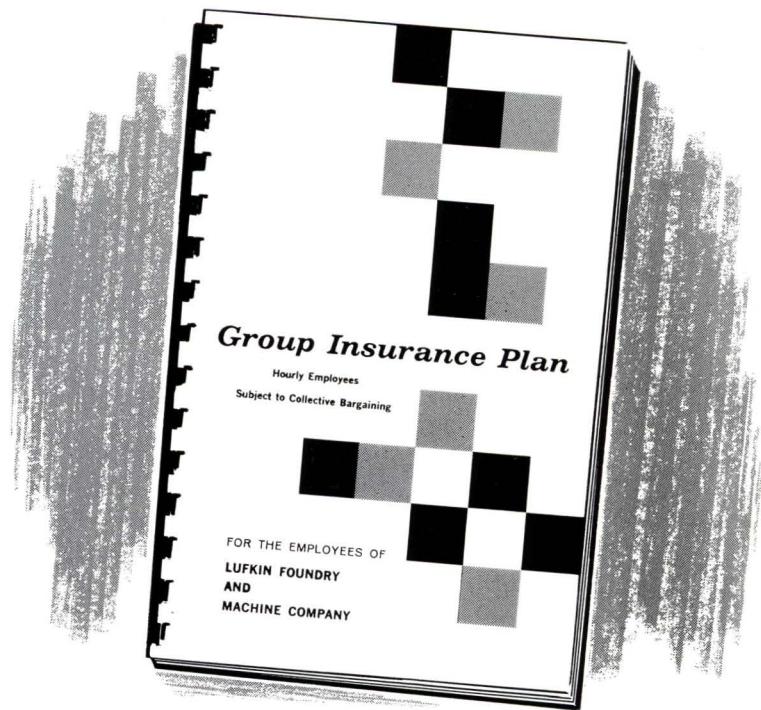 Group Insurance Plan
Hourly Employees
Subject to Collective Bargaining
FOR THE EMPLOYEES OF
LUFKIN FOUNDRY
AND
MACHINE COMPANY